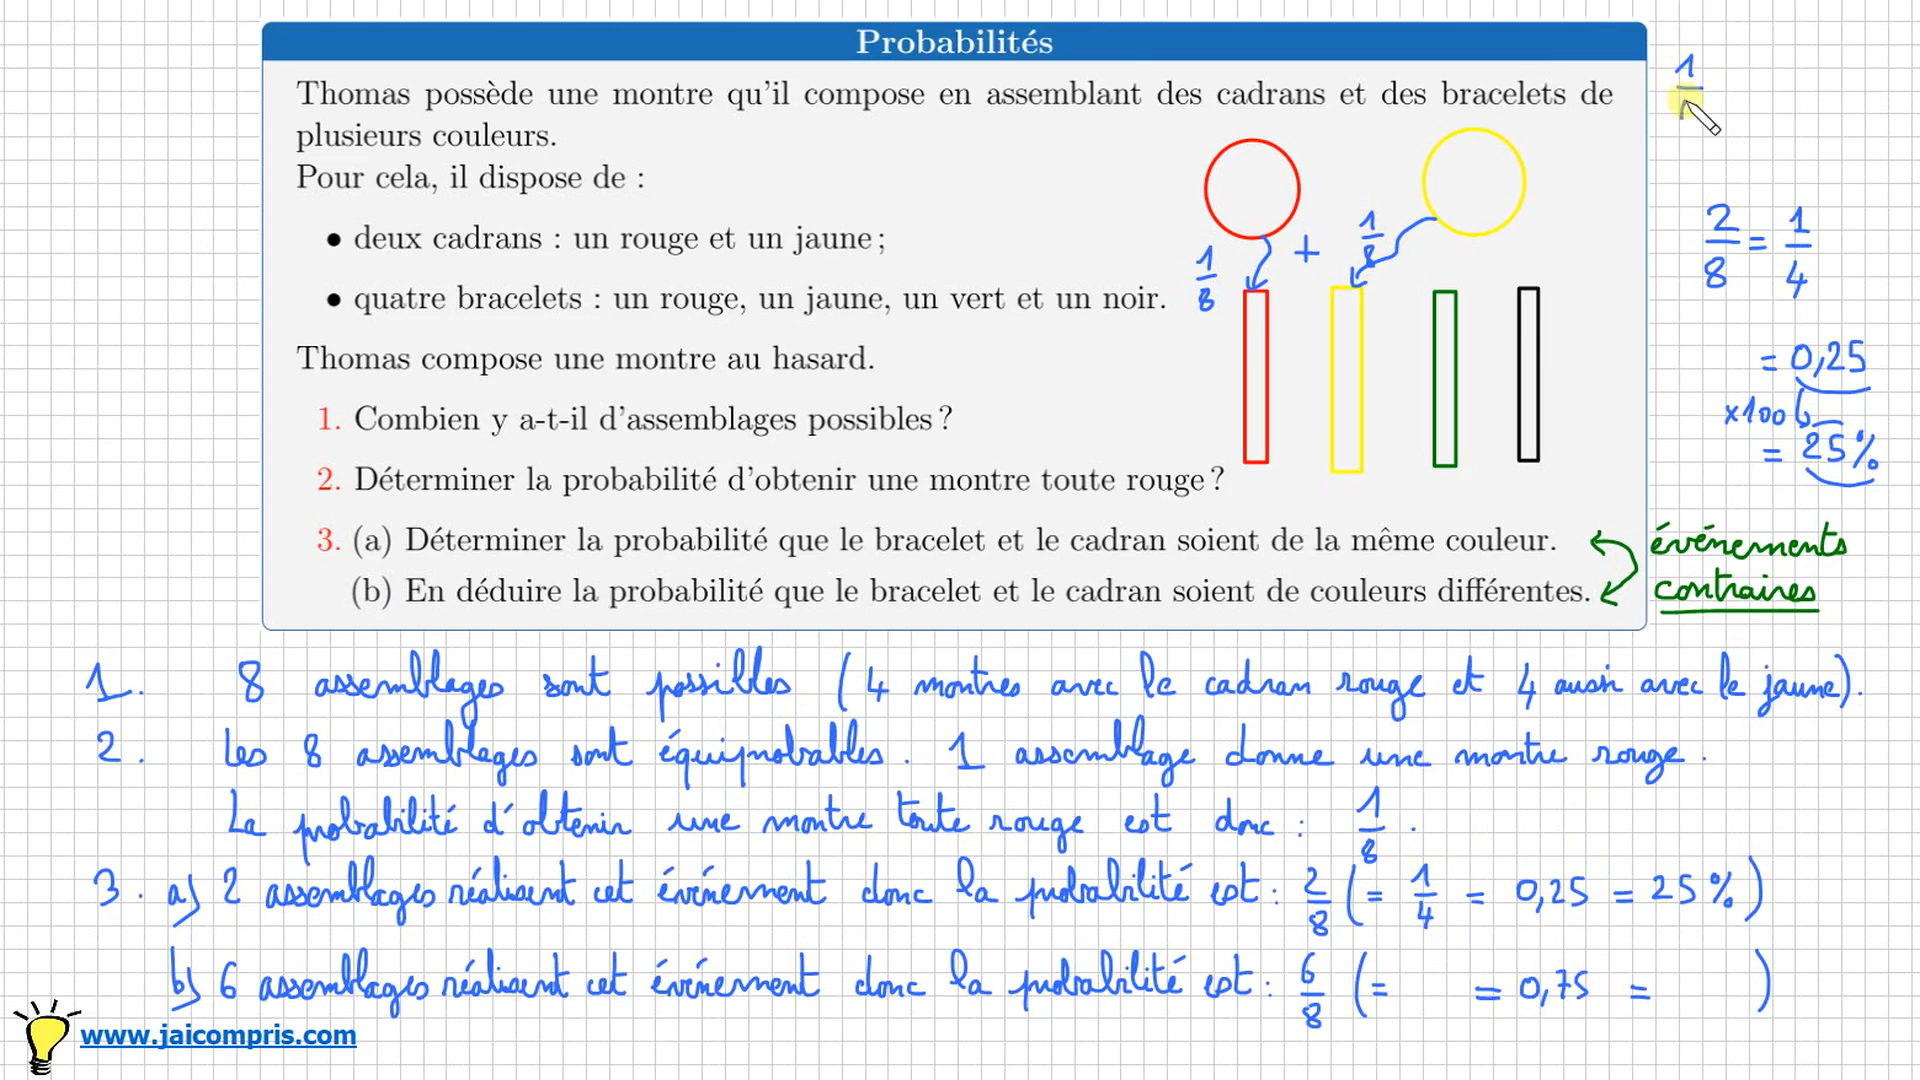 Probabilités
Thomas possède une montre qu'il compose en assemblant des cadrans et des bracelets de
plusieurs couleurs.
Pour cela, il dispose de :
• deux cadrans : un rouge et un jaune ;
• quatre bracelets : un rouge, un jaune, un vert et un noir.
Thomas compose une montre au hasard.
1. Combien y a-t-il d'assemblages possibles ?
2. Déterminer la probabilité d'obtenir une montre toute rouge ?
3. (a) Déterminer la probabilité que le bracelet et le cadran soient de la même couleur.
(b) En déduire la probabilité que le bracelet et le cadran soient de couleurs différentes.
1/8 + 1/8
1
2/8 = 1/4
= 0,25
×100
= 25%
événements
contraires
1. 8 assemblages sont possibles (4 montres avec le cadran rouge et 4 aussi avec le jaune).
2. Les 8 assemblages sont équiprobables. 1 assemblage donne une montre rouge.
La probabilité d'obtenir une montre toute rouge est donc : 1/8.
3. a) 2 assemblages réalisent cet événement donc la probabilité est : 2/8 (= 1/4 = 0,25 = 25%)
b) 6 assemblages réalisent cet événement donc la probabilité est : 6/8 (= = 0,75 = )
www.jaicompris.com